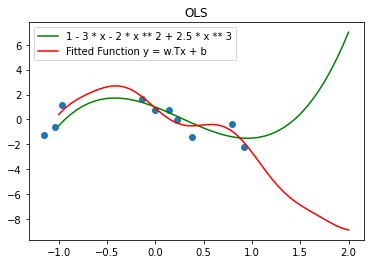 OLS
1 - 3 * x - 2 * x ** 2 + 2.5 * x ** 3
Fitted Function y = w.Tx + b
6
4
2
0
−2
−4
−6
−8
−1.0 −0.5 0.0 0.5 1.0 1.5 2.0